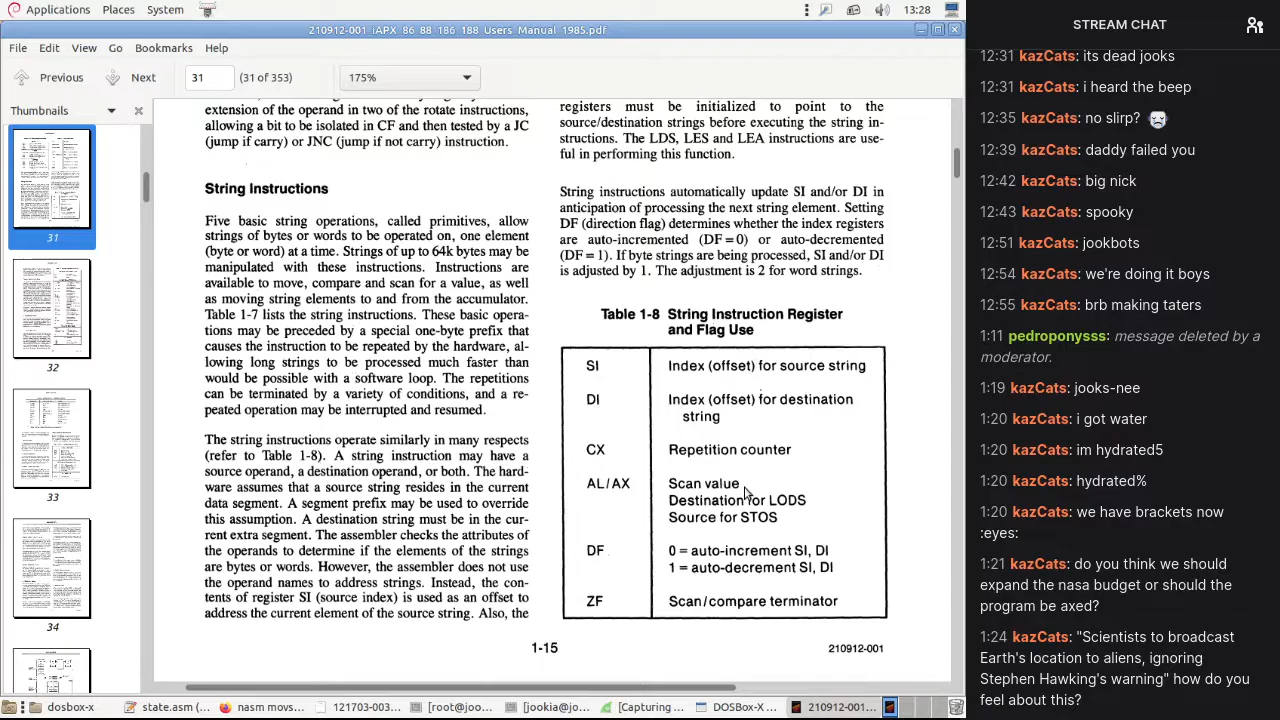 Applications Places System 13:28
210912-001 iAPX 86 88 186 188 Users Manual 1985.pdf
File Edit View Go Bookmarks Help
Previous Next 31 (31 of 353) 175%
Thumbnails
31
32
33
34
allowing a bit to be isolated in CF and then tested by a JC
(jump if carry) or JNC (jump if not carry) instruction.
String Instructions
Five basic string operations, called primitives, allow
strings of bytes or words to be operated on, one element
(byte or word) at a time. Strings of up to 64k bytes may be
manipulated with these instructions. Instructions are
available to move, compare and scan for a value, as well
as moving string elements to and from the accumulator.
Table 1-7 lists the string instructions. These basic opera-
tions may be preceded by a special one-byte prefix that
causes the instruction to be repeated by the hardware, al-
lowing long strings to be processed much faster than
would be possible with a software loop. The repetitions
can be terminated by a variety of conditions, and a re-
peated operation may be interrupted and resumed.
The string instructions operate similarly in many respects
(refer to Table 1-8). A string instruction may have a
source operand, a destination operand, or both. The hard-
ware assumes that a source string resides in the current
data segment. A segment prefix may be used to override
this assumption. A destination string must be in the cur-
rent extra segment. The assembler checks the attributes of
the operands to determine if the elements of the strings
are bytes or words. However, the assembler does not use
the operand names to address strings. Instead, the con-
tents of register SI (source index) is used as an offset to
address the current element of the source string. Also, the
registers must be initialized to point to the
source/destination strings before executing the string in-
structions. The LDS, LES and LEA instructions are use-
ful in performing this function.
String instructions automatically update SI and/or DI in
anticipation of processing the next string element. Setting
DF (direction flag) determines whether the index registers
are auto-incremented (DF=0) or auto-decremented
(DF=1). If byte strings are being processed, SI and/or DI
is adjusted by 1. The adjustment is 2 for word strings.
Table 1-8 String Instruction Register
and Flag Use
SI Index (offset) for source string
DI Index (offset) for destination
string
CX Repetition counter
AL/AX Scan value
Destination for LODS
Source for STOS
DF 0 = auto-increment SI, DI
1 = auto-decrement SI, DI
ZF Scan/compare terminator
1-15 210912-001
dosbox-x state.asm (... nasm movs... 121703-003... [root@joo... [jookia@jo... [Capturing ... DOSBox-X ... 210912-001...
STREAM CHAT
12:31 kazCats: its dead jooks
12:31 kazCats: i heard the beep
12:35 kazCats: no slirp?
12:39 kazCats: daddy failed you
12:42 kazCats: big nick
12:43 kazCats: spooky
12:51 kazCats: jookbots
12:54 kazCats: we're doing it boys
12:55 kazCats: brb making taters
1:11 pedroponysss: message deleted by a
moderator.
1:19 kazCats: jooks-nee
1:20 kazCats: i got water
1:20 kazCats: im hydrated5
1:20 kazCats: hydrated%
1:20 kazCats: we have brackets now
:eyes:
1:21 kazCats: do you think we should
expand the nasa budget or should the
program be axed?
1:24 kazCats: "Scientists to broadcast
Earth's location to aliens, ignoring
Stephen Hawking's warning" how do you
feel about this?